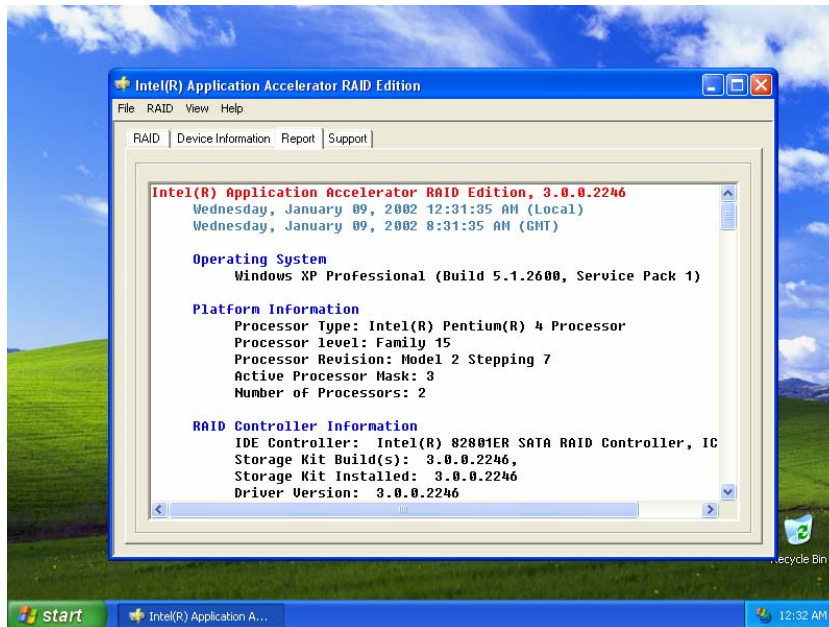 Intel(R) Application Accelerator RAID Edition
File RAID View Help
RAID Device Information Report Support
Intel(R) Application Accelerator RAID Edition, 3.0.0.2246
Wednesday, January 09, 2002 12:31:35 AM (Local)
Wednesday, January 09, 2002 8:31:35 AM (GMT)
Operating System
Windows XP Professional (Build 5.1.2600, Service Pack 1)
Platform Information
Processor Type: Intel(R) Pentium(R) 4 Processor
Processor level: Family 15
Processor Revision: Model 2 Stepping 7
Active Processor Mask: 3
Number of Processors: 2
RAID Controller Information
IDE Controller: Intel(R) 82801ER SATA RAID Controller, IC
Storage Kit Build(s): 3.0.0.2246,
Storage Kit Installed: 3.0.0.2246
Driver Version: 3.0.0.2246
ecycle Bin
start
Intel(R) Application A...
12:32 AM